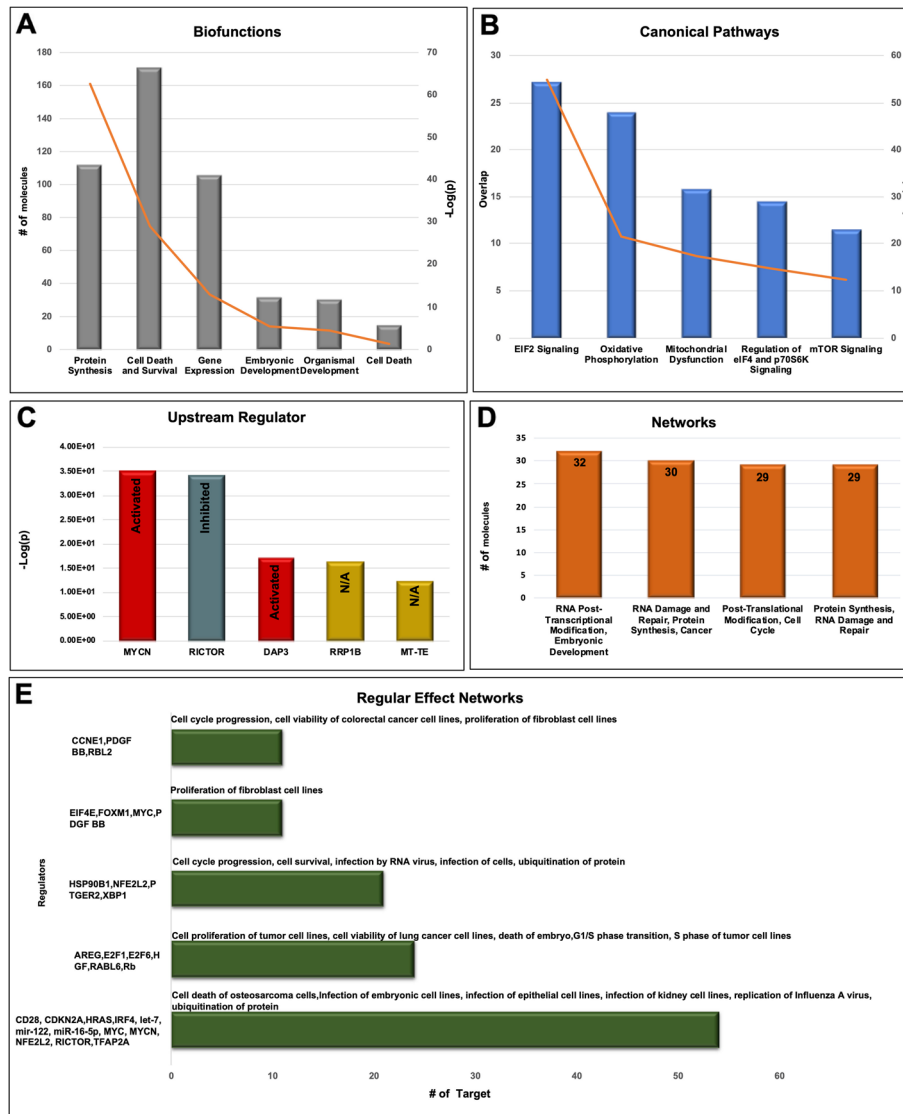 A
Biofunctions
180
160
140
120
100
80
60
40
20
0
# of molecules
70
60
50
40
30
20
10
0
-Log(p)
Protein
Synthesis
Cell Death
and Survival
Gene
Expression
Embryonic
Development
Organismal
Development
Cell Death
B
Canonical Pathways
30
25
20
15
10
5
0
Overlap
60
50
40
30
20
10
0
EIF2 Signaling
Oxidative
Phosphorylation
Mitochondrial
Dysfunction
Regulation of
eIF4 and p70S6K
Signaling
mTOR Signaling
C
Upstream Regulator
4.00E+01
3.50E+01
3.00E+01
2.50E+01
2.00E+01
1.50E+01
1.00E+01
5.00E+00
0.00E+00
-Log(p)
Activated
Inhibited
Activated
N/A
N/A
MYCN
RICTOR
DAP3
RRP1B
MT-TE
D
Networks
35
30
25
20
15
10
5
0
# of molecules
32
30
29
29
RNA Post-
Transcriptional
Modification,
Embryonic
Development
RNA Damage and
Repair, Protein
Synthesis, Cancer
Post-Translational
Modification, Cell
Cycle
Protein Synthesis,
RNA Damage and
Repair
E
Regular Effect Networks
Regulators
Cell cycle progression, cell viability of colorectal cancer cell lines, proliferation of fibroblast cell lines
CCNE1,PDGF
BB,RBL2
Proliferation of fibroblast cell lines
EIF4E,FOXM1,MYC,P
DGF BB
Cell cycle progression, cell survival, infection by RNA virus, infection of cells, ubiquitination of protein
HSP90B1,NFE2L2,P
TGER2,XBP1
Cell proliferation of tumor cell lines, cell viability of lung cancer cell lines, death of embryo,G1/S phase transition, S phase of tumor cell lines
AREG,E2F1,E2F6,H
GF,RABL6,Rb
Cell death of osteosarcoma cells,Infection of embryonic cell lines, infection of epithelial cell lines, infection of kidney cell lines, replication of Influenza A virus,
ubiquitination of protein
CD28, CDKN2A,HRAS,IRF4, let-7,
mir-122, miR-16-5p, MYC, MYCN,
NFE2L2, RICTOR,TFAP2A
0
10
20
30
40
50
60
# of Target